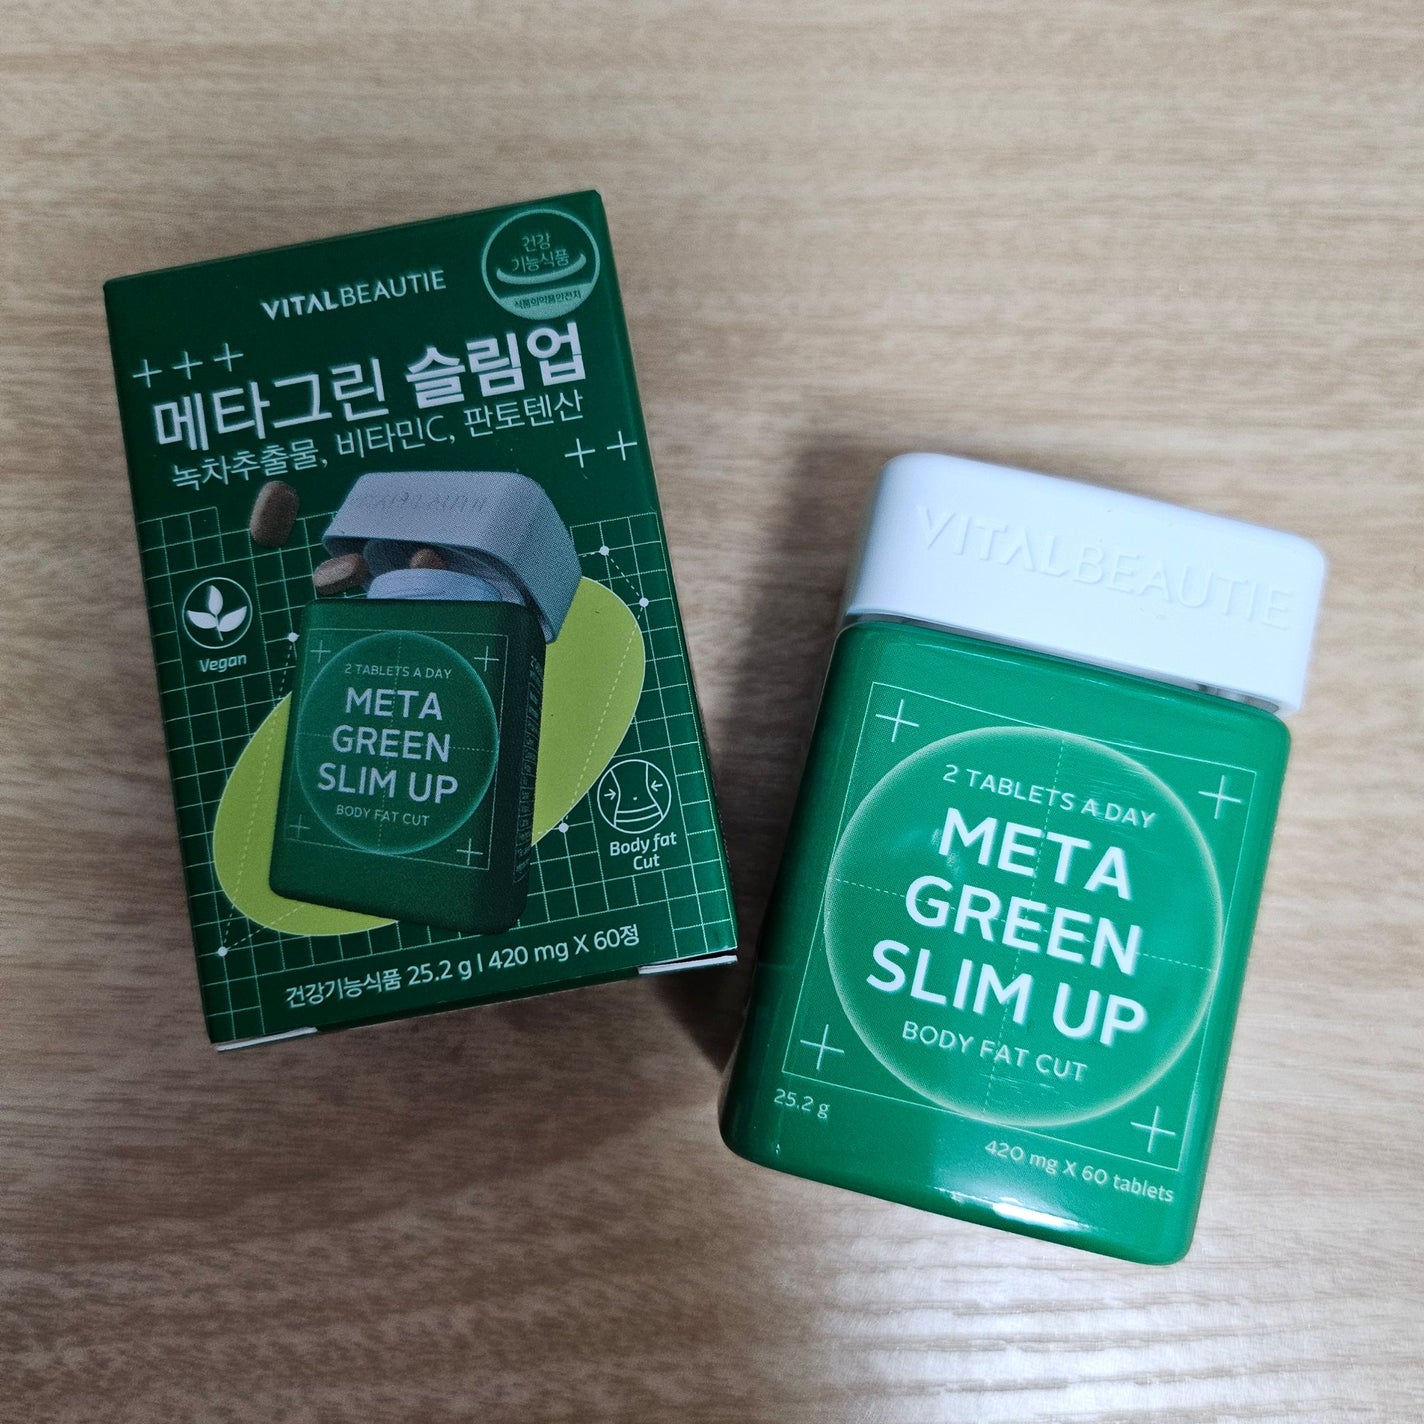 VITALBEAUTIE
건강
기능식품
식품의약품안전처
메타그린 슬림업
녹차추출물, 비타민C, 판토텐산
Vegan
2 TABLETS A DAY
META
GREEN
SLIM UP
BODY FAT CUT
Body fat
Cut
건강기능식품 25.2 g | 420 mg X 60정
VITALBEAUTIE
2 TABLETS A DAY
META
GREEN
SLIM UP
BODY FAT CUT
25.2 g
420 mg X 60 tablets